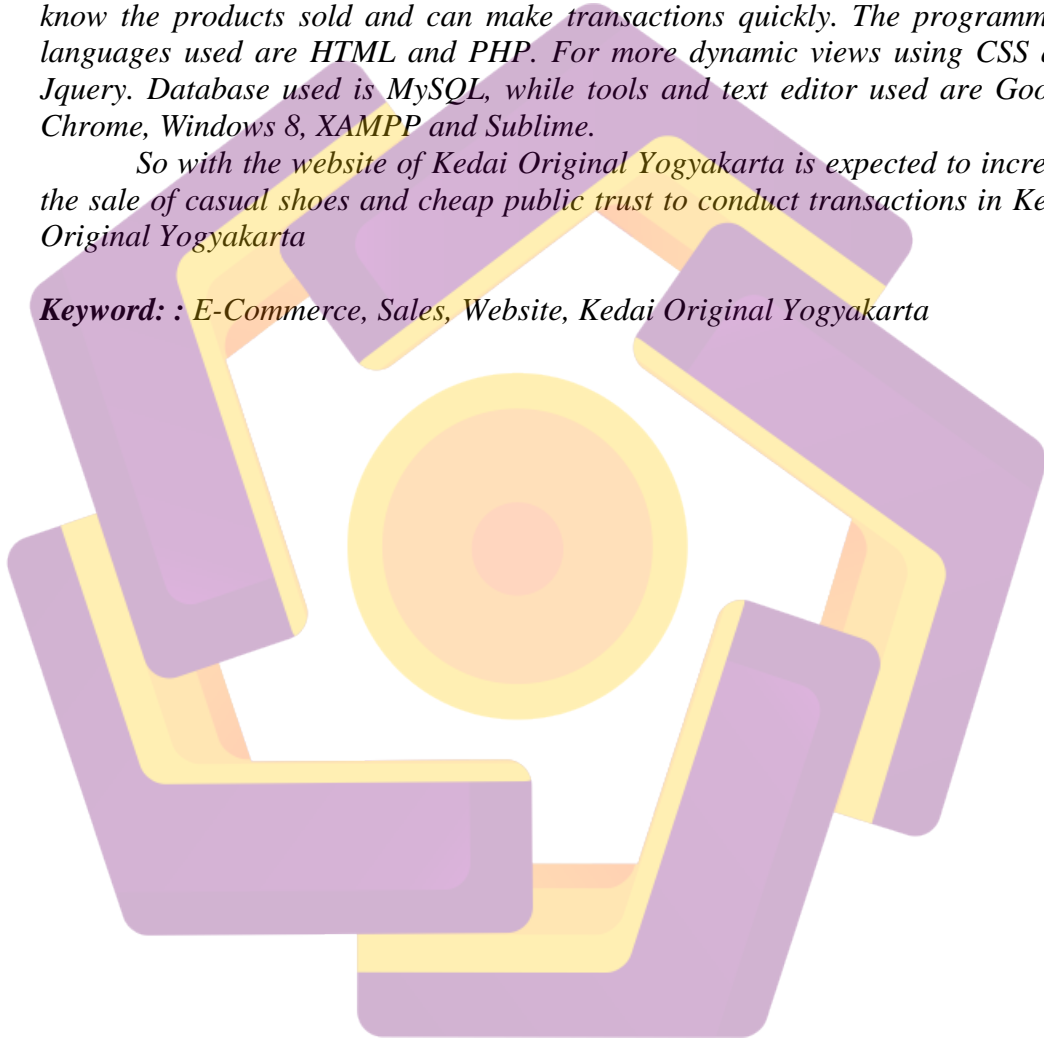 know the products sold and can make transactions quickly. The programm
languages used are HTML and PHP. For more dynamic views using CSS
Jquery. Database used is MySQL, while tools and text editor used are Goo
Chrome, Windows 8, XAMPP and Sublime.
So with the website of Kedai Original Yogyakarta is expected to incre
the sale of casual shoes and cheap public trust to conduct transactions in Ke
Original Yogyakarta
Keyword: : E-Commerce, Sales, Website, Kedai Original Yogyakarta